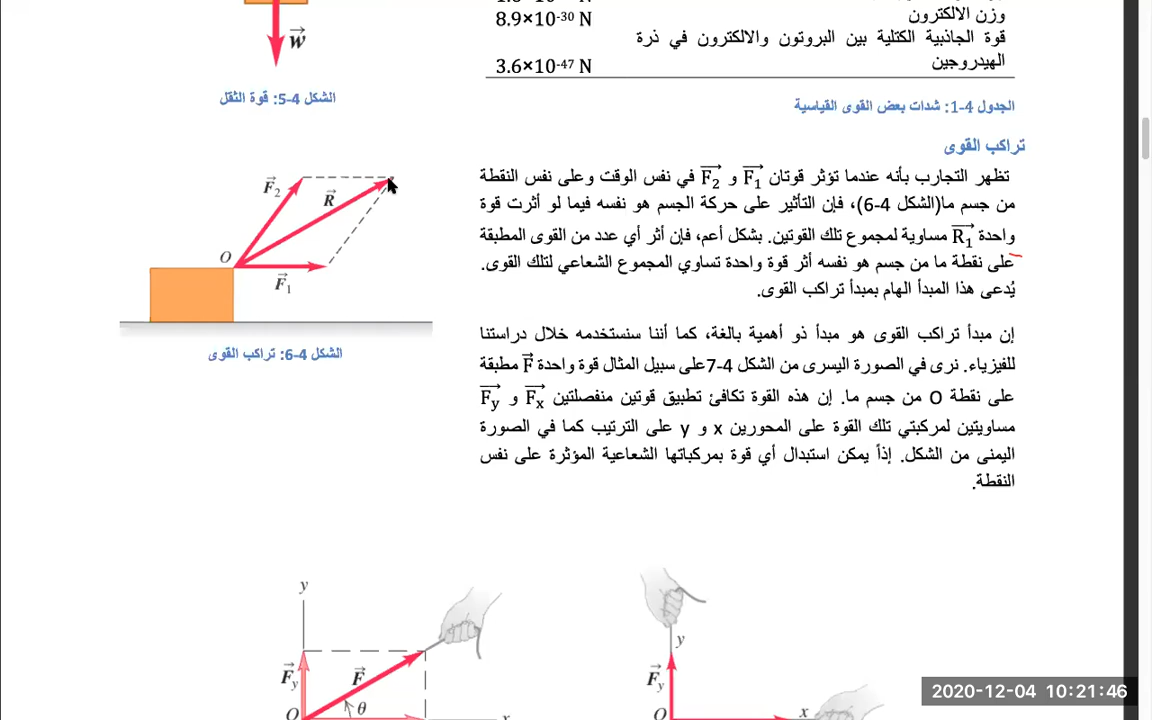 8.9×10⁻³⁰ N وزن الالكترون
قوة الجاذبية الكتلية بين البروتون والالكترون في ذرة
3.6×10⁻⁴⁷ N الهيدروجين
الجدول 4-1: شدات بعض القوى القياسية
w
الشكل 4-5: قوة الثقل
تراكب القوى
تظهر التجارب بأنه عندما تؤثر قوتان F₁ و F₂ في نفس الوقت وعلى نفس النقطة
من جسم ما(الشكل 4-6)، فإن التأثير على حركة الجسم هو نفسه فيما لو أثرت قوة
واحدة R₁ مساوية لمجموع تلك القوتين. بشكل أعم، فإن أثر أي عدد من القوى المطبقة
على نقطة ما من جسم هو نفسه أثر قوة واحدة تساوي المجموع الشعاعي لتلك القوى.
يُدعى هذا المبدأ الهام بمبدأ تراكب القوى.
F₂
R
O
F₁
الشكل 4-6: تراكب القوى
إن مبدأ تراكب القوى هو مبدأ ذو أهمية بالغة، كما أننا سنستخدمه خلال دراستنا
للفيزياء. نرى في الصورة اليسرى من الشكل 4-7على سبيل المثال قوة واحدة F مطبقة
على نقطة O من جسم ما. إن هذه القوة تكافئ تطبيق قوتين منفصلتين Fₓ و Fᵧ
مساويتين لمركبتي تلك القوة على المحورين x و y على الترتيب كما في الصورة
اليمنى من الشكل. إذاً يمكن استبدال أي قوة بمركباتها الشعاعية المؤثرة على نفس
النقطة.
y
Fᵧ
F
θ
O
x
y
Fᵧ
O
x
2020-12-04 10:21:46